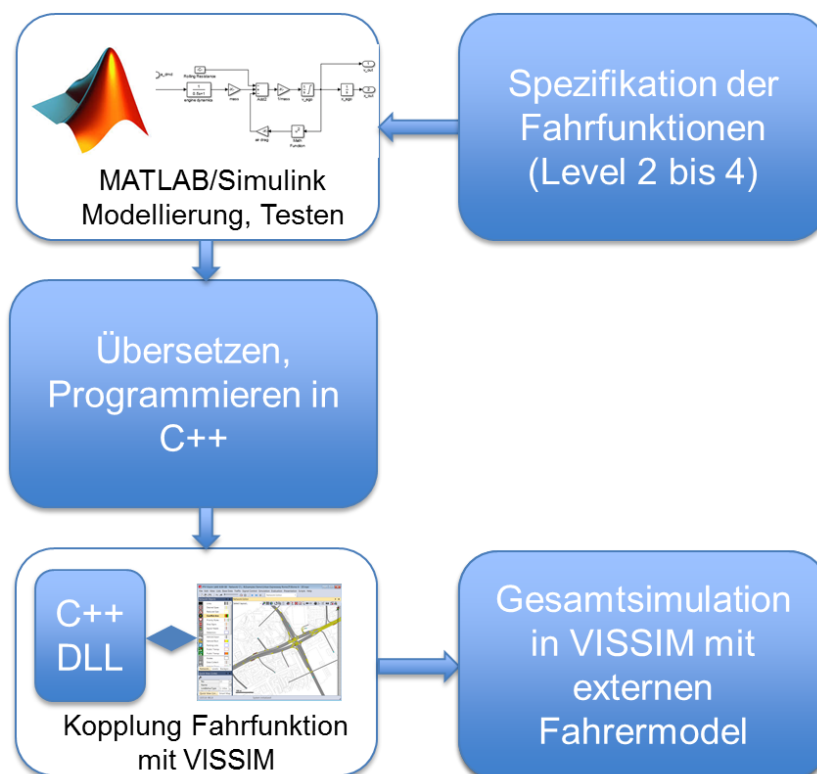 Spezifikation der
Fahrfunktionen
(Level 2 bis 4)
MATLAB/Simulink
Modellierung, Testen
Übersetzen,
Programmieren in
C++
C++
DLL
Kopplung Fahrfunktion
mit VISSIM
Gesamtsimulation
in VISSIM mit
externen
Fahrermodel